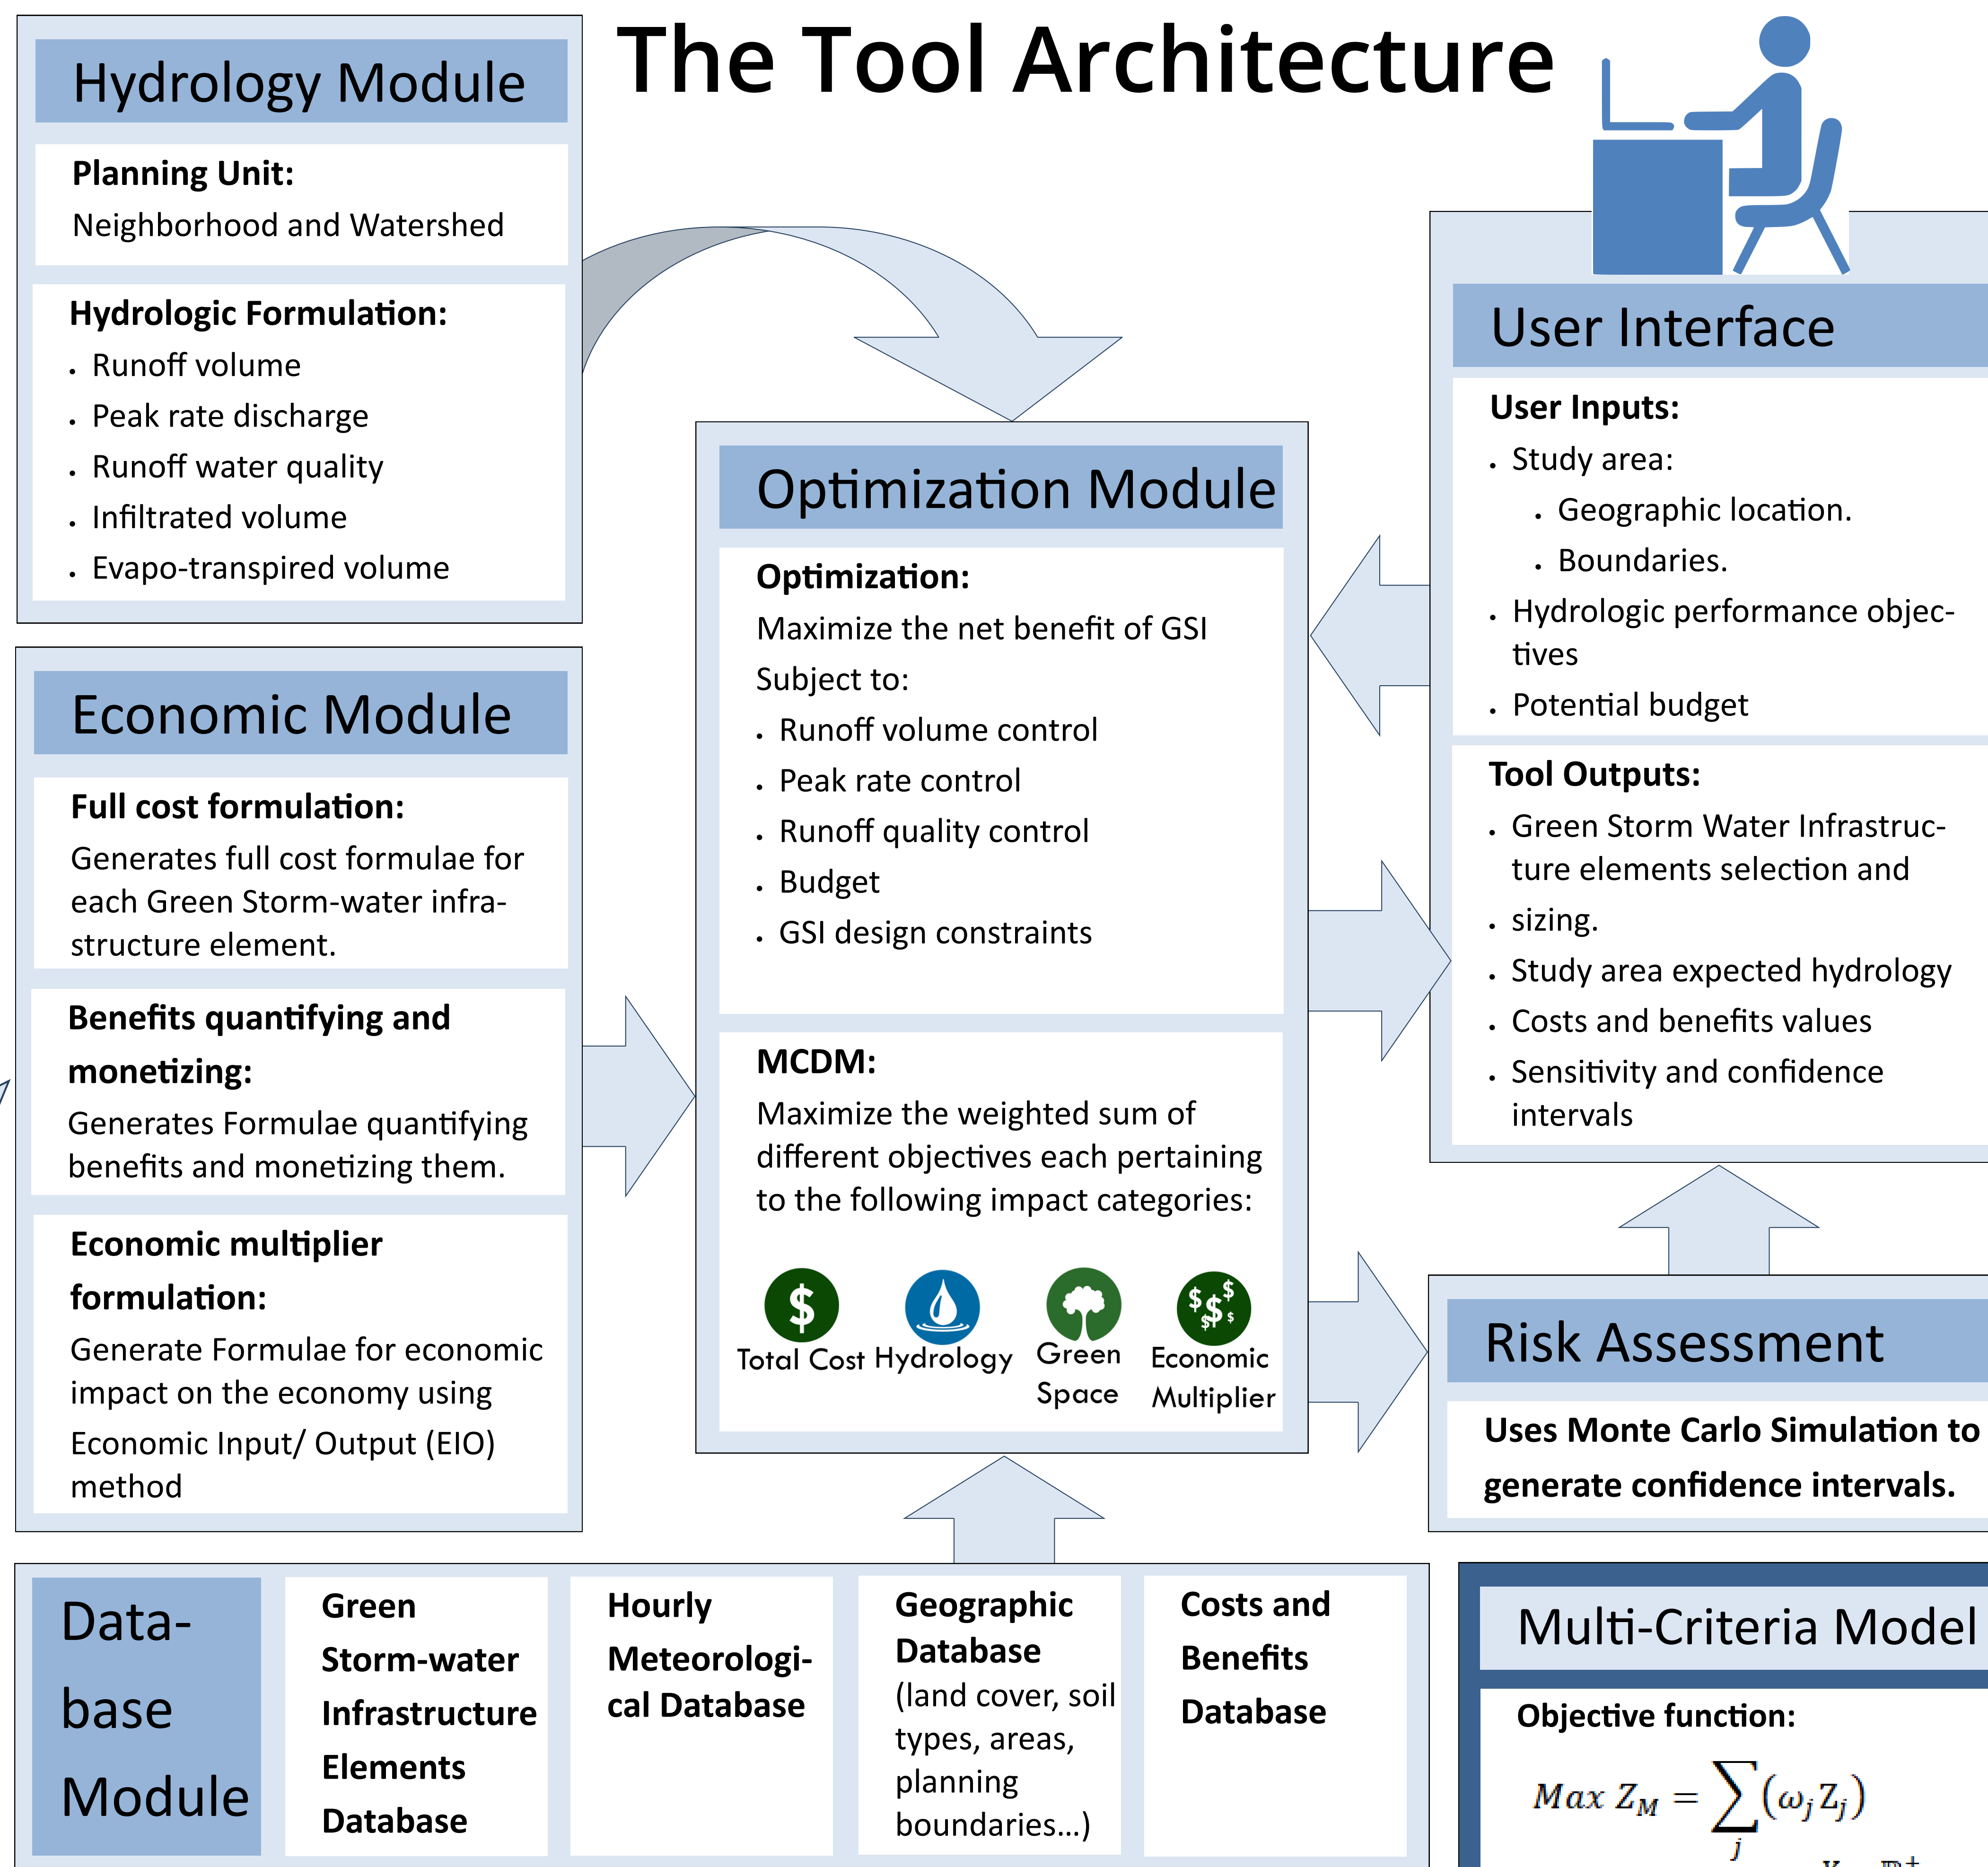 The Tool Architecture
Hydrology Module
Planning Unit:
Neighborhood and Watershed
Hydrologic Formulation:
• Runoff volume
• Peak rate discharge
• Runoff water quality
• Infiltrated volume
• Evapo-transpired volume
Economic Module
Full cost formulation:
Generates full cost formulae for
each Green Storm-water infra-
structure element.
Benefits quantifying and
monetizing:
Generates Formulae quantifying
benefits and monetizing them.
Economic multiplier
formulation:
Generate Formulae for economic
impact on the economy using
Economic Input/ Output (EIO)
method
Optimization Module
Optimization:
Maximize the net benefit of GSI
Subject to:
• Runoff volume control
• Peak rate control
• Runoff quality control
• Budget
• GSI design constraints
MCDM:
Maximize the weighted sum of
different objectives each pertaining
to the following impact categories:
$
$$$$$
Total Cost
Hydrology
Green
Space
Economic
Multiplier
User Interface
User Inputs:
• Study area:
• Geographic location.
• Boundaries.
• Hydrologic performance objec-
tives
• Potential budget
Tool Outputs:
• Green Storm Water Infrastruc-
ture elements selection and
• sizing.
• Study area expected hydrology
• Costs and benefits values
• Sensitivity and confidence
intervals
Risk Assessment
Uses Monte Carlo Simulation to
generate confidence intervals.
Data-
base
Module
Green
Storm-water
Infrastructure
Elements
Database
Hourly
Meteorologi-
cal Database
Geographic
Database
(land cover, soil
types, areas,
planning
boundaries...)
Costs and
Benefits
Database
Multi-Criteria Model
Objective function:
Max Z_M = ∑_j (ω_j Z_j)